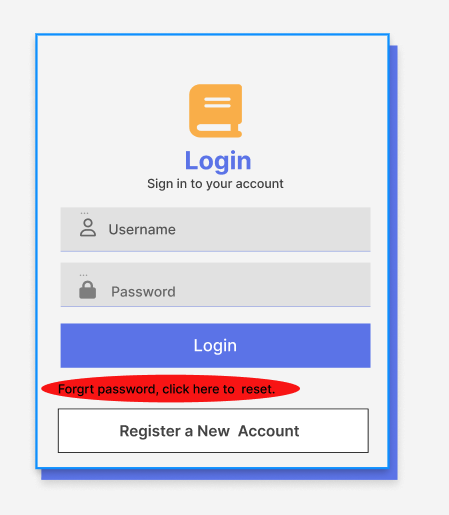 Login
Sign in to your account
...
Username
...
Password
Login
Forgrt password, click here to  reset.
Register a New  Account